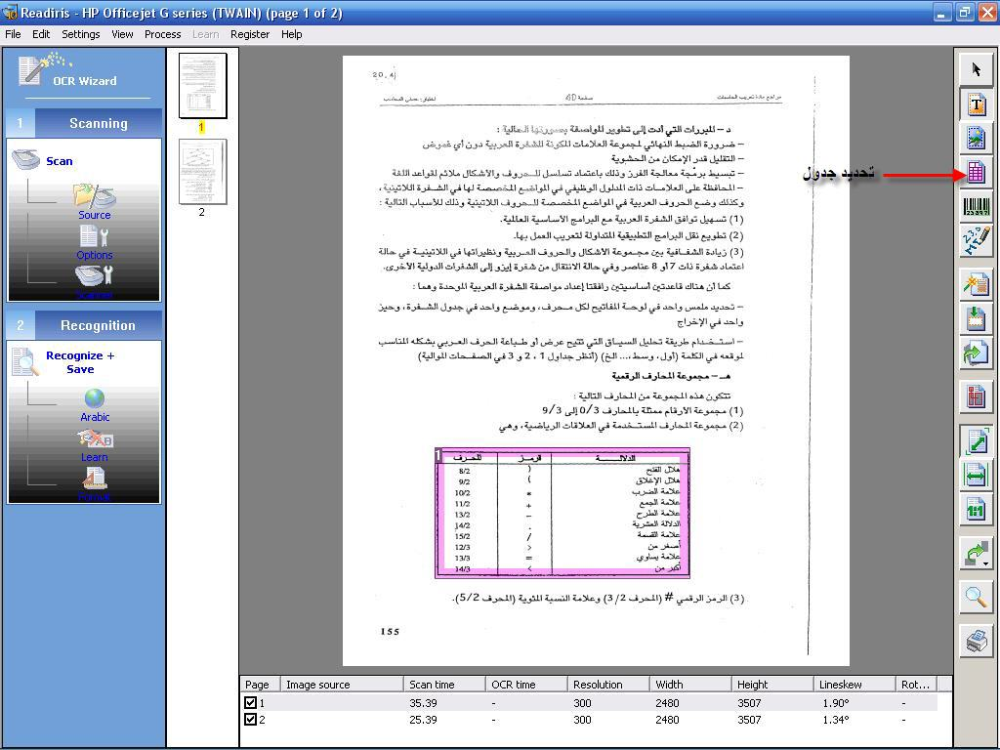 Readiris - HP Officejet G series (TWAIN) (page 1 of 2)
File Edit Settings View Process Learn Register Help
OCR Wizard
1 Scanning
Scan
Source
Options
Scanner
2 Recognition
Recognize +
Save
Arabic
Learn
Format
1
2
صفحة
د – المبررات التي أدت إلى تطوير المواصفة بصورتها الحالية :
– ضرورة الضبط النهائي لمجموعة العلامات المكونة للشفرة العربية دون أي غموض
– التقليل قدر الإمكان من الحشوية
– تبسيط برمجة معالجة الفرز وذلك باعتماد تسلسل للحروف والأشكال ملائم لقواعد اللغة
– المحافظة على العلامات ذات المدلول الوظيفي في المواضع المخصصة لها في الشفرة اللاتينية ،
وكذلك وضع الحروف العربية في المواضع المخصصة للحروف اللاتينية وذلك للأسباب التالية :
(1) تسهيل توافق الشفرة العربية مع البرامج الأساسية العالمية.
(2) تطويع نقل البرامج التطبيقية المتداولة لتعريب العمل بها.
(3) زيادة الشفافية بين مجموعة الأشكال والحروف العربية ونظيراتها في اللاتينية في حالة
اعتماد شفرة ذات 7 أو 8 عناصر وفي حالة الانتقال من شفرة إيزو إلى الشفرات الدولية الأخرى.
كما أن هناك قاعدتين أساسيتين رافقتا إعداد مواصفة الشفرة العربية الموحدة وهما :
– تحديد ملمس واحد في لوحة المفاتيح لكل محرف، وموضع واحد في جدول الشفرة، وحيز
واحد في الإخراج
– استخدام طريقة تحليل السياق التي تتيح عرض أو طباعة الحرف العربي بشكله المناسب
لموقعه في الكلمة (أول، وسط،... الخ) (أنظر جداول 1 ، 2 و 3 في الصفحات الموالية)
هـ – مجموعة المحارف الرقمية
تتكون هذه المجموعة من المحارف التالية :
(1) مجموعة الأرقام ممثلة بالمحارف 0/3 إلى 9/3
(2) مجموعة المحارف المستخدمة في العلاقات الرياضية، وهي
1
الدلالة الرمز المحرف
هلال الفتح ) 8/2
هلال الإغلاق ( 9/2
علامة الضرب * 10/2
علامة الجمع + 11/2
علامة الطرح – 13/2
الدلالة العشرية . 14/2
علامة القسمة / 15/2
أصغر من > 12/3
علامة يساوي = 13/3
أكبر من < 14/3
(3) الرمز الرقمي # (المحرف 3/2) وعلامة النسبة المئوية (المحرف 5/2).
155
تحديد جدول
Page Image source Scan time OCR time Resolution Width Height Lineskew Rot...
1 35.39 - 300 2480 3507 1.90° -
2 25.39 - 300 2480 3507 1.34° -